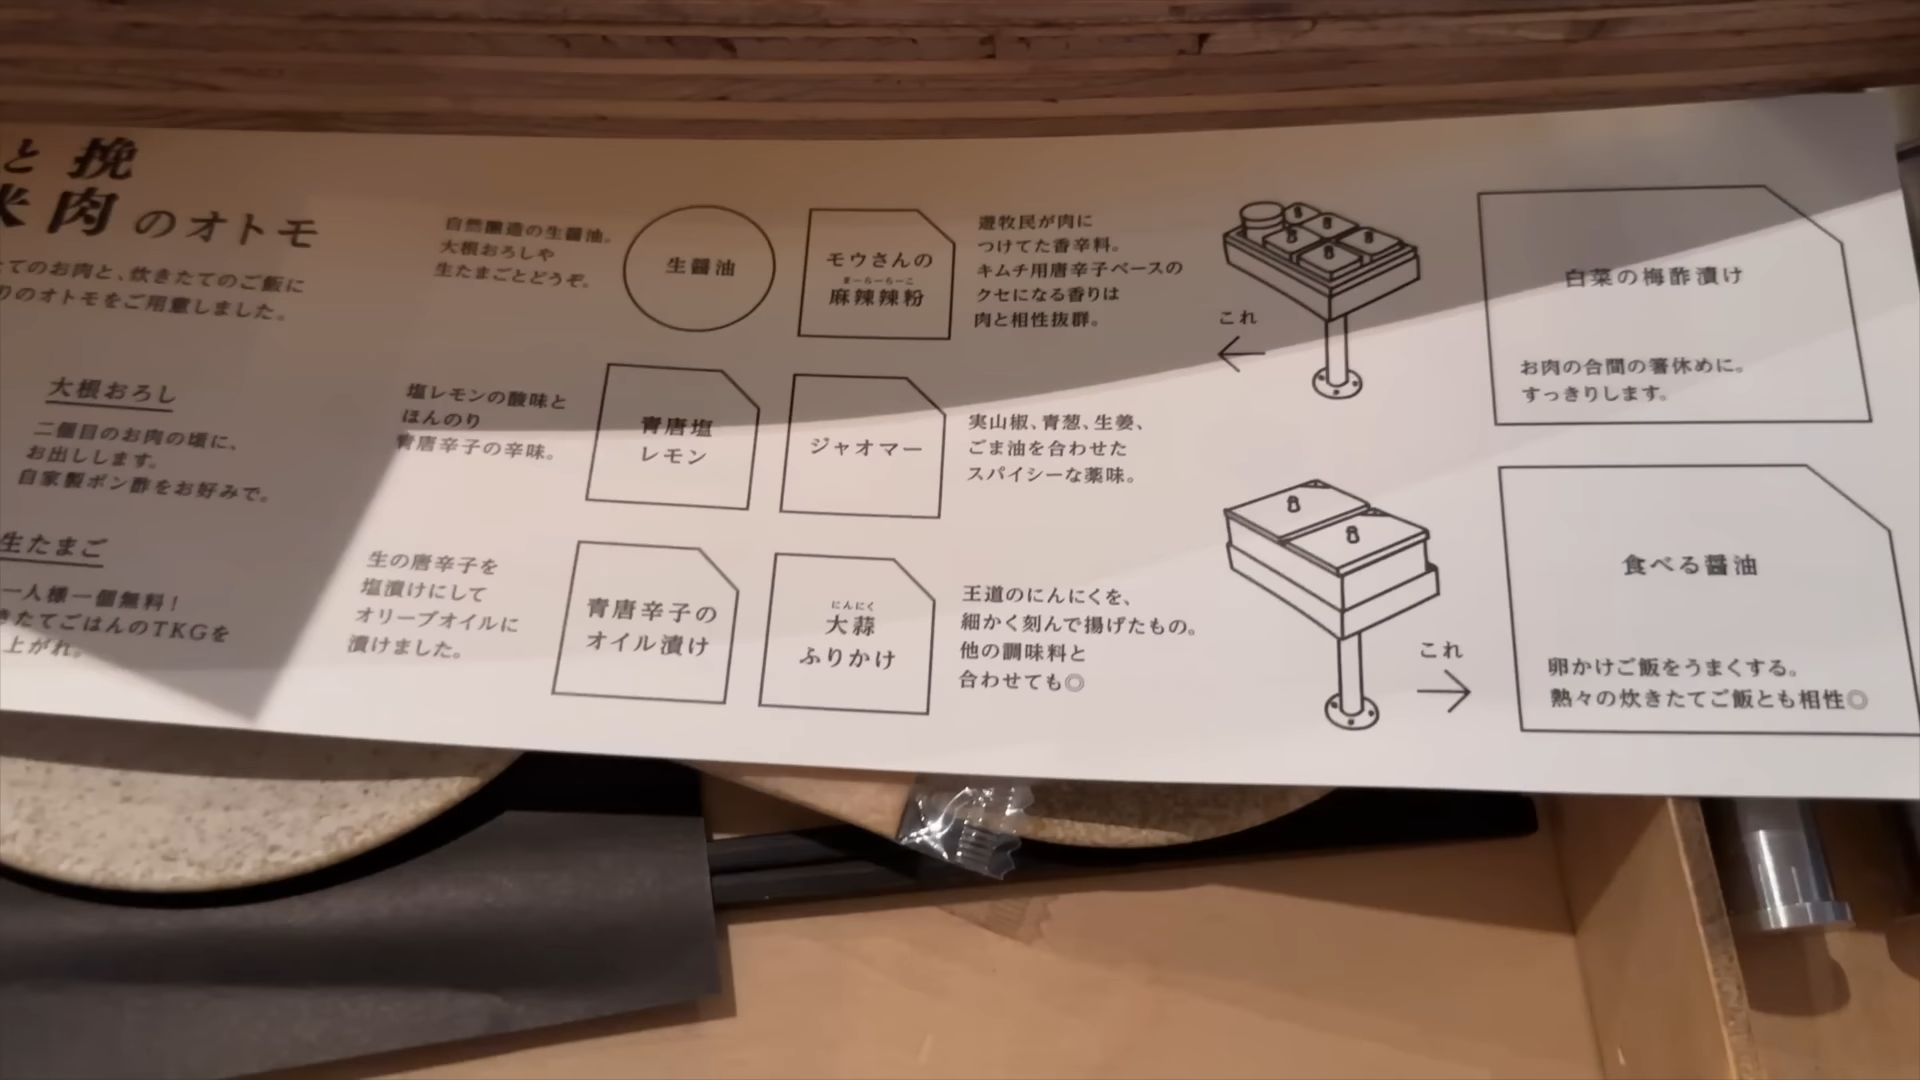 と 挽
米 肉 のオトモ
てのお肉と、炊きたてのご飯に
りのオトモをご用意しました。
大根おろし
二個目のお肉の頃に、
お出しします。
自家製ポン酢をお好みで。
生たまご
一人様一個無料！
きたてごはんのTKGを
上がれ。
自然醸造の生醤油。
大根おろしや
生たまごとどうぞ。
生醤油
モウさんの
まーらーらーこ
麻辣辣粉
遊牧民が肉に
つけてた香辛料。
キムチ用唐辛子ベースの
クセになる香りは
肉と相性抜群。
塩レモンの酸味と
ほんのり
青唐辛子の辛味。
青唐塩
レモン
ジャオマー
実山椒、青葱、生姜、
ごま油を合わせた
スパイシーな薬味。
生の唐辛子を
塩漬けにして
オリーブオイルに
漬けました。
青唐辛子の
オイル漬け
にんにく
大蒜
ふりかけ
王道のにんにくを、
細かく刻んで揚げたもの。
他の調味料と
合わせても◎
これ
←
白菜の梅酢漬け
お肉の合間の箸休めに。
すっきりします。
これ
→
食べる醤油
卵かけご飯をうまくする。
熱々の炊きたてご飯とも相性◎